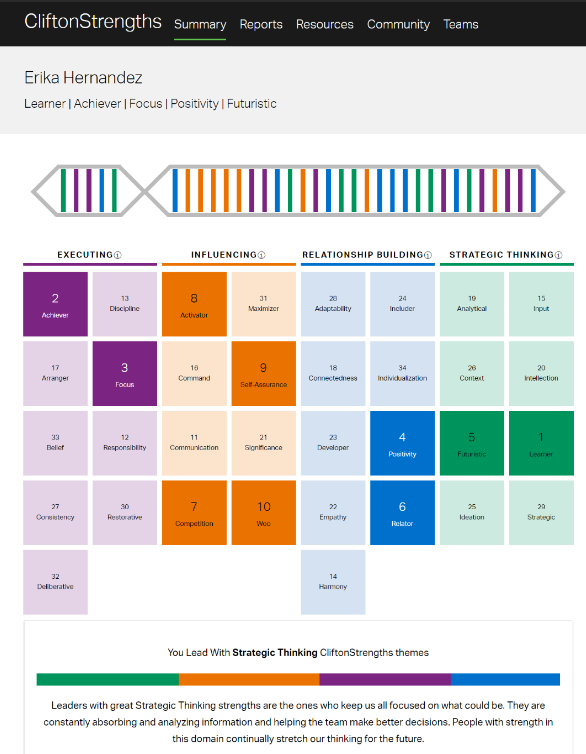 CliftonStrengths Summary Reports Resources Community Teams
Erika Hernandez
Learner | Achiever | Focus | Positivity | Futuristic
EXECUTING INFLUENCING RELATIONSHIP BUILDING STRATEGIC THINKING
2 13 8 31 28 24 19 15
Achiever Discipline Activator Maximizer Adaptability Includer Analytical Input
17 3 16 9 18 34 26 20
Arranger Focus Command Self-Assurance Connectedness Individualization Context Intellection
33 12 11 21 23 4 5 1
Belief Responsibility Communication Significance Developer Positivity Futuristic Learner
27 30 7 10 22 6 25 29
Consistency Restorative Competition Woo Empathy Relator Ideation Strategic
32 14
Deliberative Harmony
You Lead With Strategic Thinking CliftonStrengths themes
Leaders with great Strategic Thinking strengths are the ones who keep us all focused on what could be. They are
constantly absorbing and analyzing information and helping the team make better decisions. People with strength in
this domain continually stretch our thinking for the future.